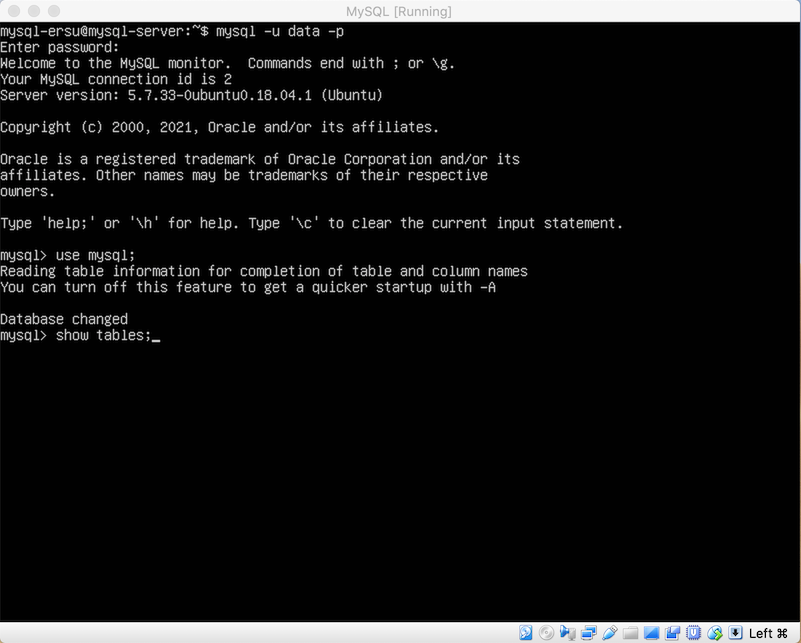 MySQL [Running]
mysql-ersu@mysql-server:~$ mysql -u data -p
Enter password:
Welcome to the MySQL monitor.  Commands end with ; or \g.
Your MySQL connection id is 2
Server version: 5.7.33-0ubuntu0.18.04.1 (Ubuntu)

Copyright (c) 2000, 2021, Oracle and/or its affiliates.

Oracle is a registered trademark of Oracle Corporation and/or its
affiliates. Other names may be trademarks of their respective
owners.

Type 'help;' or '\h' for help. Type '\c' to clear the current input statement.

mysql> use mysql;
Reading table information for completion of table and column names
You can turn off this feature to get a quicker startup with -A

Database changed
mysql> show tables;_
Left ⌘